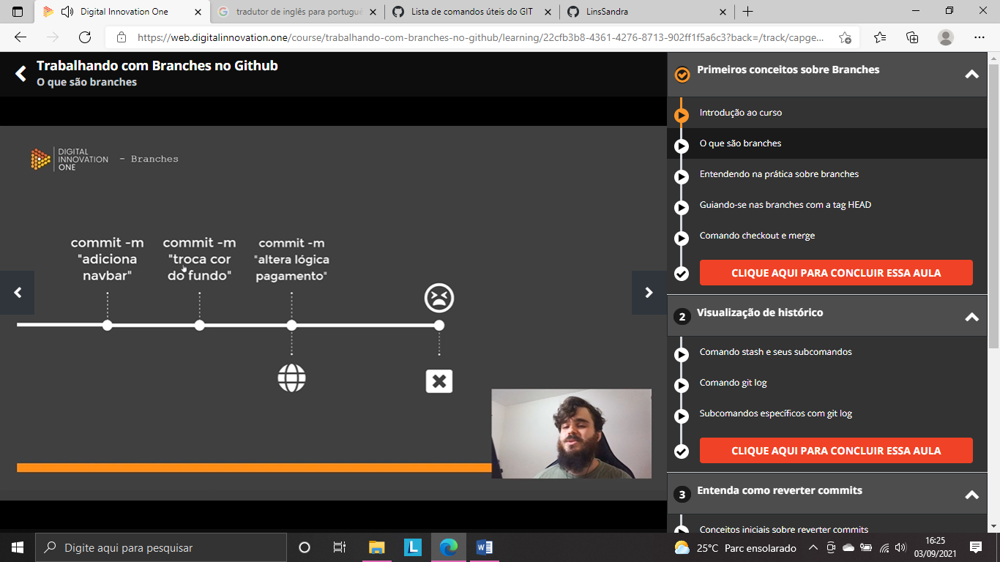 Digital Innovation One
tradutor de inglês para portuguê
Lista de comandos úteis do GIT
LinsSandra
https://web.digitalinnovation.one/course/trabalhando-com-branches-no-github/learning/22cfb3b8-4361-4276-8713-902ff1f5a6c3?back=/track/capge...
Trabalhando com Branches no Github
O que são branches
DIGITAL
INNOVATION
ONE
- Branches
commit -m
"adiciona
navbar"
commit -m
"troca cor
do fundo"
commit -m
"altera lógica
pagamento"
Primeiros conceitos sobre Branches
Introdução ao curso
O que são branches
Entendendo na prática sobre branches
Guiando-se nas branches com a tag HEAD
Comando checkout e merge
CLIQUE AQUI PARA CONCLUIR ESSA AULA
2 Visualização de histórico
Comando stash e seus subcomandos
Comando git log
Subcomandos específicos com git log
CLIQUE AQUI PARA CONCLUIR ESSA AULA
3 Entenda como reverter commits
Conceitos iniciais sobre reverter commits
Digite aqui para pesquisar
L
W
25°C Parc ensolarado
16:25
03/09/2021